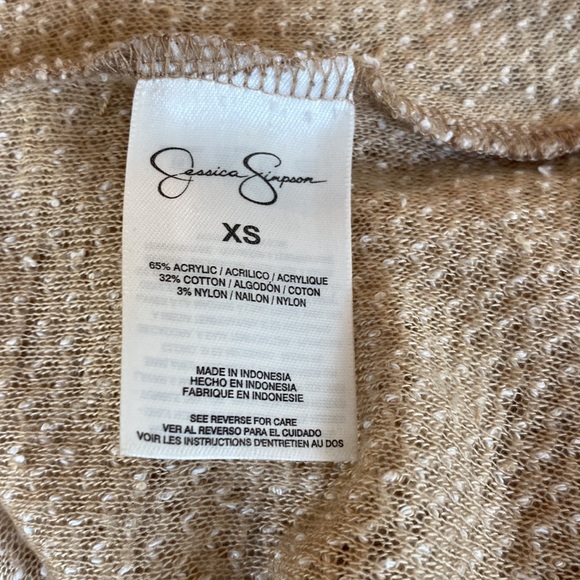 Jessica Simpson
XS
65% ACRYLIC / ACRILICO / ACRYLIQUE
32% COTTON / ALGODÓN / COTON
3% NYLON / NAILON / NYLON
MADE IN INDONESIA
HECHO EN INDONESIA
FABRIQUE EN INDONESIE
SEE REVERSE FOR CARE
VER AL REVERSO PARA EL CUIDADO
VOIR LES INSTRUCTIONS D'ENTRETIEN AU DOS